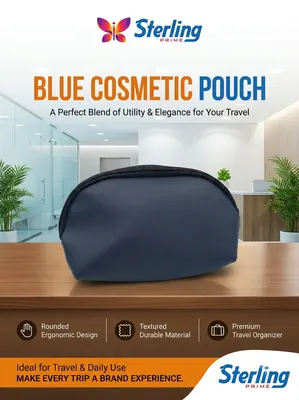 Sterling
PRIME
BLUE COSMETIC POUCH
A Perfect Blend of Utility & Elegance for Your Travel
Rounded
Ergonomic Design
Textured
Durable Material
Premium
Travel Organizer
Ideal for Travel & Daily Use
MAKE EVERY TRIP A BRAND EXPERIENCE.
Sterling
PRIME